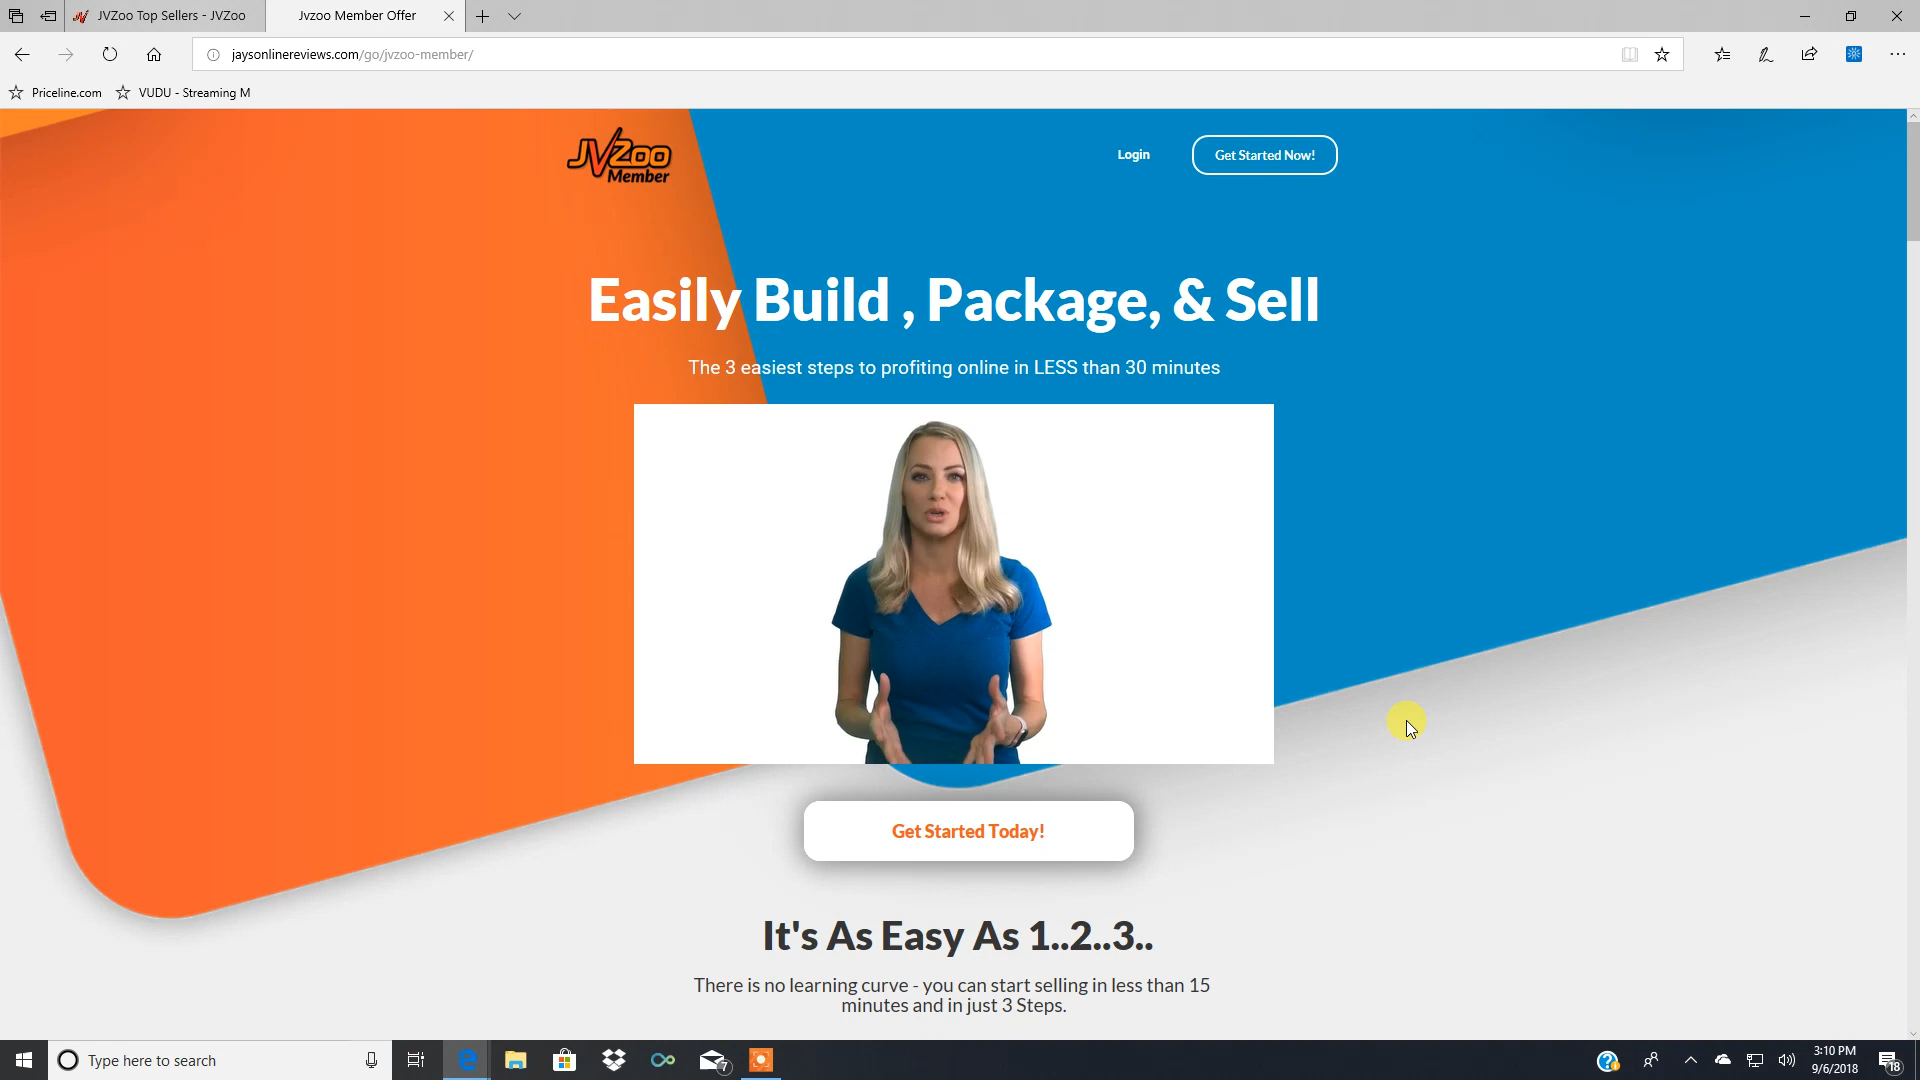 JVZoo Top Sellers - JVZoo
Jvzoo Member Offer
jaysonlinereviews.com/go/jvzoo-member/
Priceline.com
VUDU - Streaming M
JVZoo
Member
Login
Get Started Now!
Easily Build , Package, & Sell
The 3 easiest steps to profiting online in LESS than 30 minutes
Get Started Today!
It's As Easy As 1..2..3..
There is no learning curve - you can start selling in less than 15
minutes and in just 3 Steps.
Type here to search
7
3:10 PM
9/6/2018
18